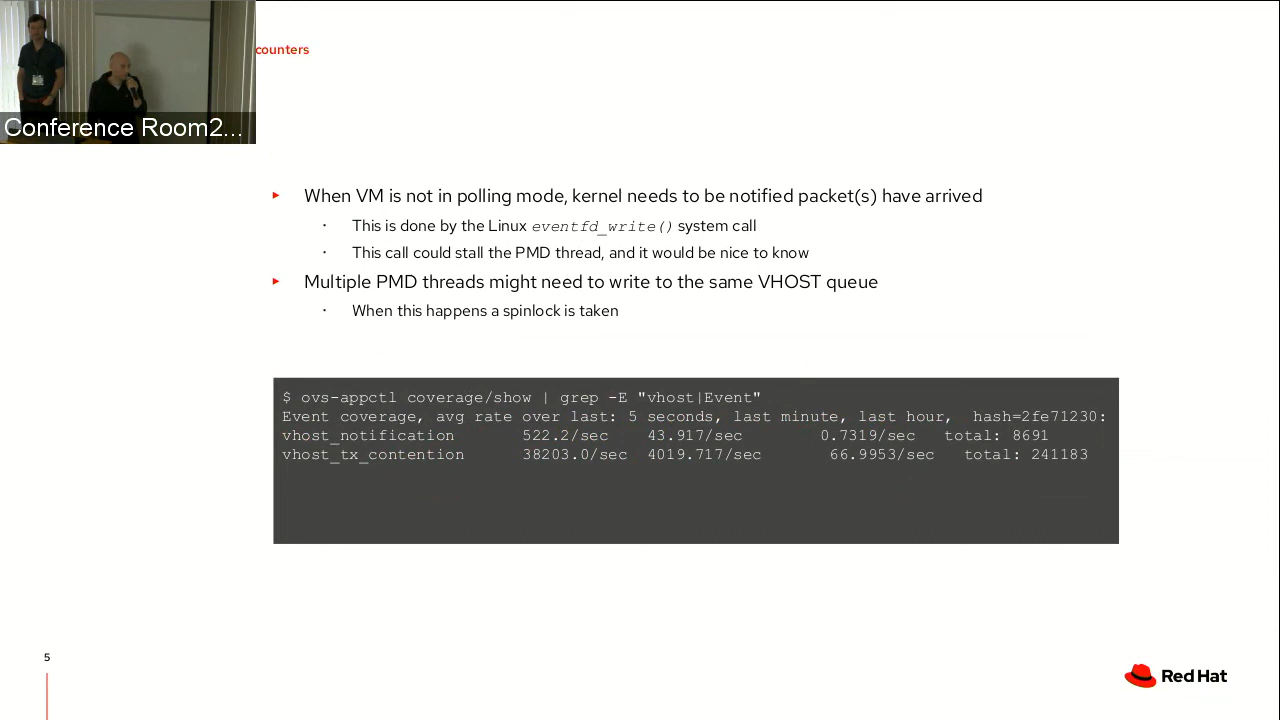 counters
Conference Room2...
▸ When VM is not in polling mode, kernel needs to be notified packet(s) have arrived
· This is done by the Linux eventfd_write() system call
· This call could stall the PMD thread, and it would be nice to know
▸ Multiple PMD threads might need to write to the same VHOST queue
· When this happens a spinlock is taken
$ ovs-appctl coverage/show | grep -E "vhost|Event"
Event coverage, avg rate over last: 5 seconds, last minute, last hour,  hash=2fe71230:
vhost_notification       522.2/sec    43.917/sec        0.7319/sec   total: 8691
vhost_tx_contention      38203.0/sec  4019.717/sec       66.9953/sec   total: 241183
5
Red Hat